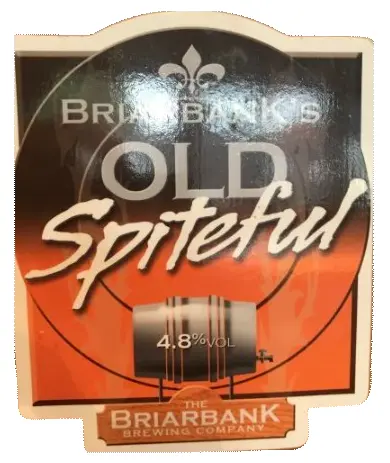 BRIARBANK's
OLD
Spiteful
4.8%VOL
THE
BRIARBANK
BREWING COMPANY